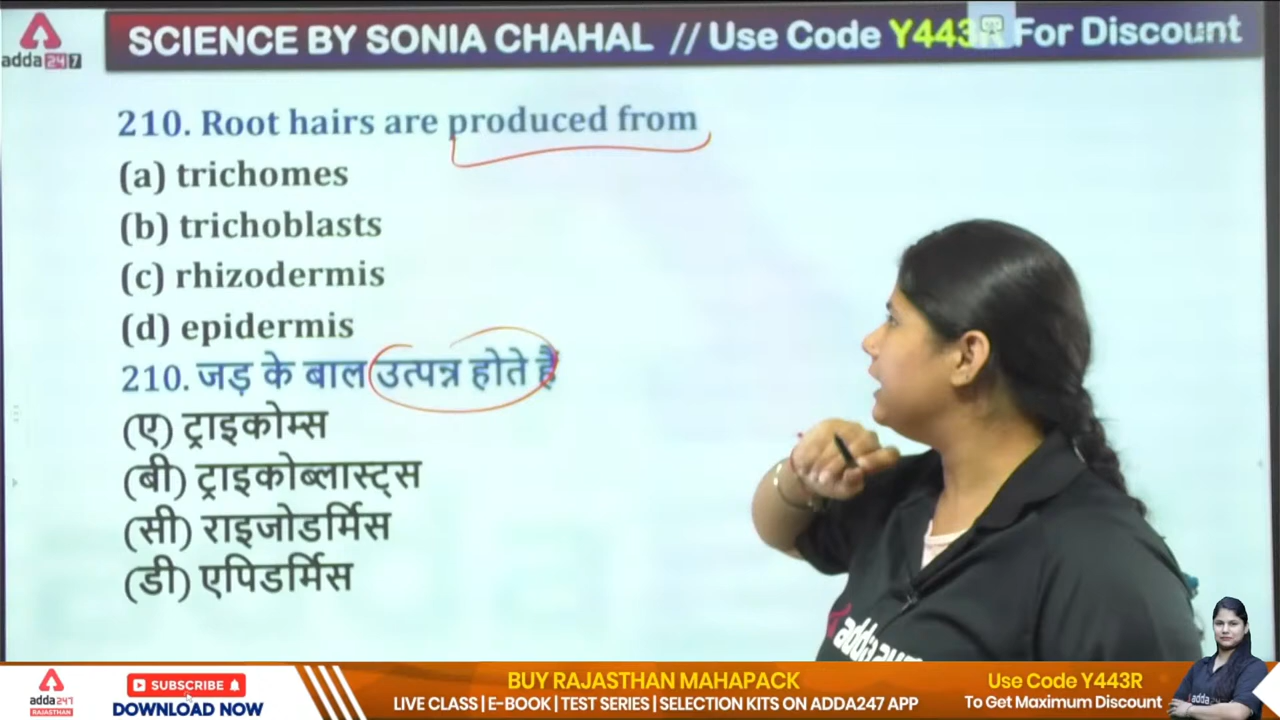 SCIENCE BY SONIA CHAHAL // Use Code Y443R For Discount
adda247
210. Root hairs are produced from
(a) trichomes
(b) trichoblasts
(c) rhizodermis
(d) epidermis
210. जड़ के बाल उत्पन्न होते है
(ए) ट्राइकोम्स
(बी) ट्राइकोब्लास्ट्स
(सी) राइजोडर्मिस
(डी) एपिडर्मिस
adda247
RAJASTHAN
SUBSCRIBE
DOWNLOAD NOW
BUY RAJASTHAN MAHAPACK
LIVE CLASS | E-BOOK | TEST SERIES | SELECTION KITS ON ADDA247 APP
Use Code Y443R
To Get Maximum Discount